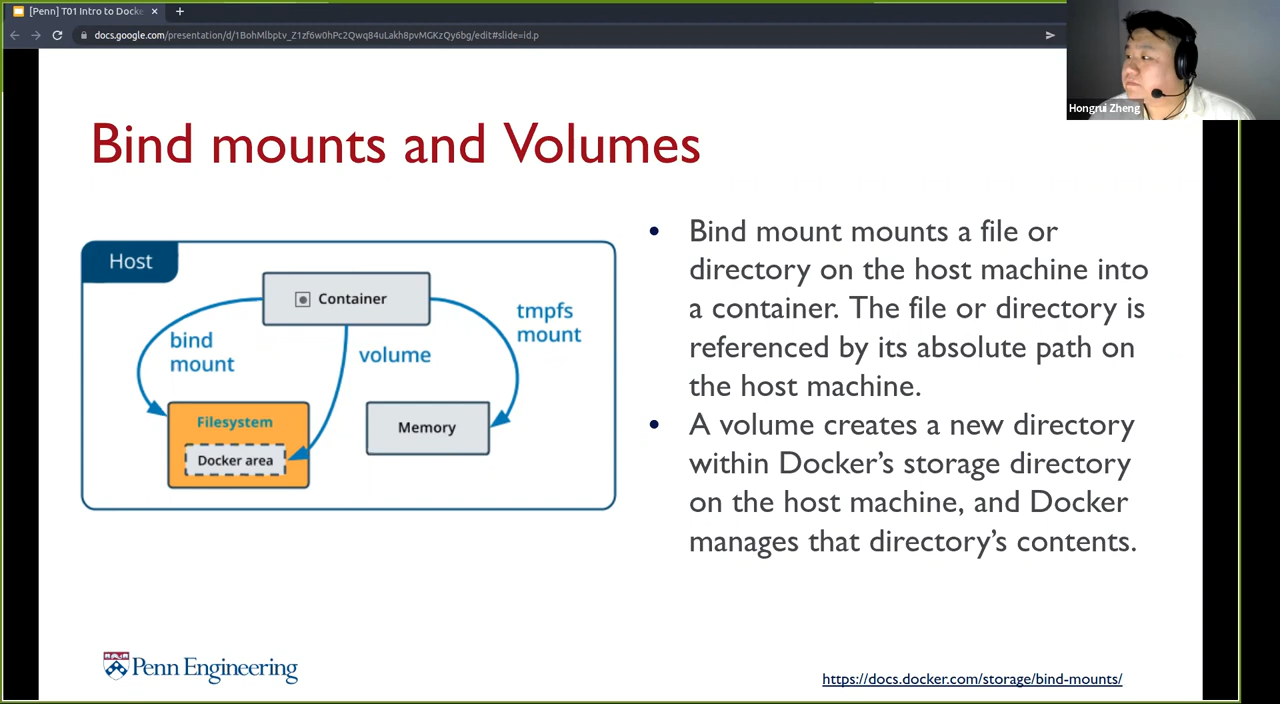 [Penn] T01 Intro to Docke
docs.google.com/presentation/d/1BohMlbptv_Z1zf6w0hPc2Qwq84uLakh8pvMGKzQy6bg/edit#slide=id.p
Hongrui Zheng
Bind mounts and Volumes
Host
Container
bind
mount
volume
tmpfs
mount
Filesystem
Docker area
Memory
• Bind mount mounts a file or
directory on the host machine into
a container. The file or directory is
referenced by its absolute path on
the host machine.
• A volume creates a new directory
within Docker's storage directory
on the host machine, and Docker
manages that directory's contents.
Penn Engineering
https://docs.docker.com/storage/bind-mounts/